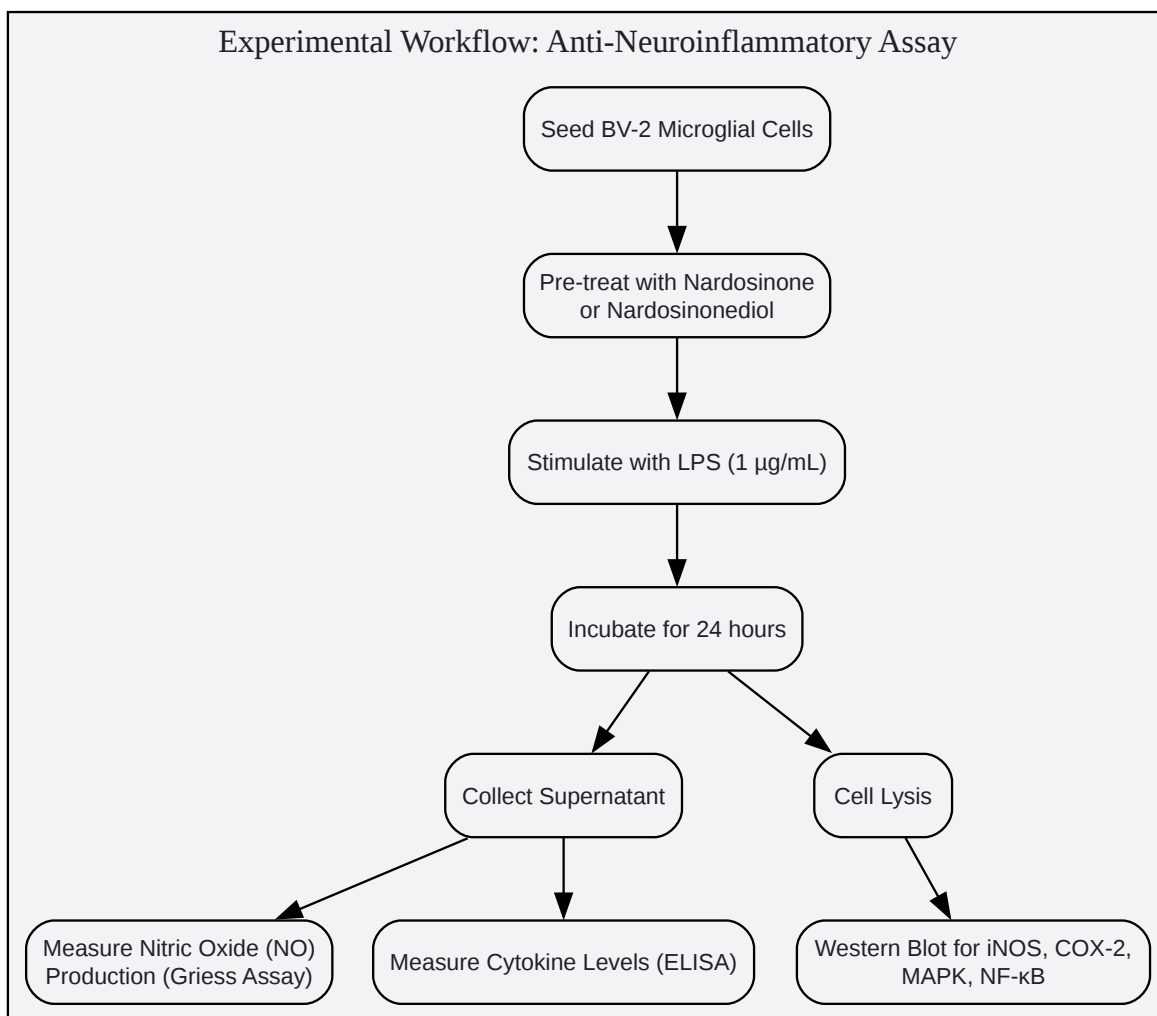 Experimental Workflow: Anti-Neuroinflammatory Assay
Seed BV-2 Microglial Cells
Pre-treat with Nardosinone
or Nardosinonediol
Stimulate with LPS (1 µg/mL)
Incubate for 24 hours
Collect Supernatant
Cell Lysis
Measure Nitric Oxide (NO)
Production (Griess Assay)
Measure Cytokine Levels (ELISA)
Western Blot for iNOS, COX-2,
MAPK, NF-κB